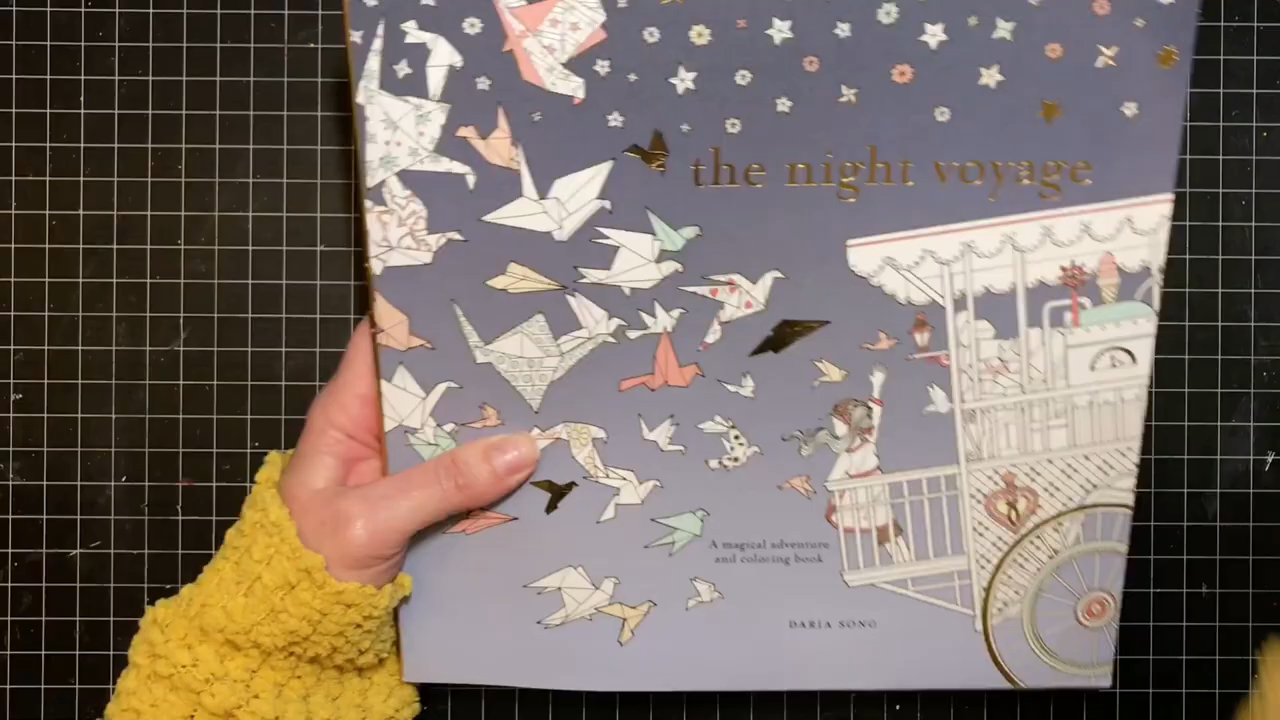 the night voyage
A magical adventure
and coloring book
DARIA SONG